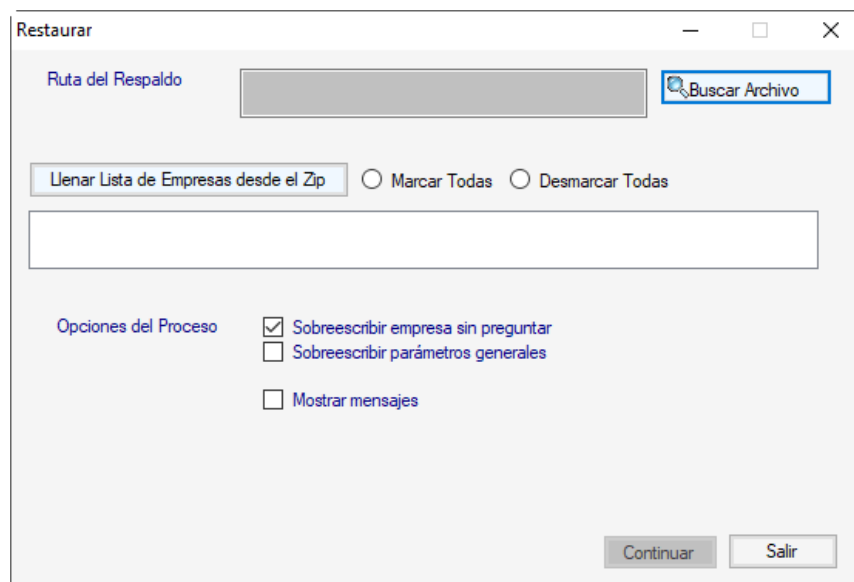 Restaurar
Ruta del Respaldo
Buscar Archivo
Llenar Lista de Empresas desde el Zip
Marcar Todas
Desmarcar Todas
Opciones del Proceso
Sobreescribir empresa sin preguntar
Sobreescribir parámetros generales
Mostrar mensajes
Continuar
Salir